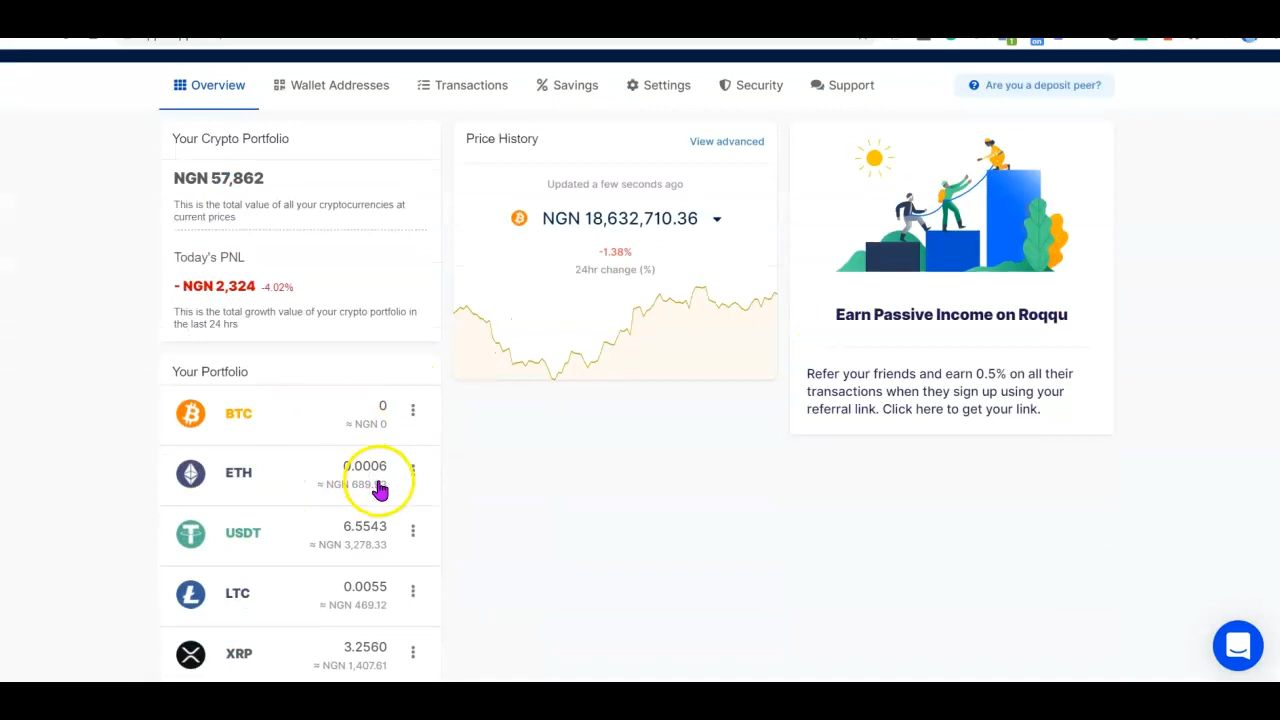 Overview
Wallet Addresses
Transactions
Savings
Settings
Security
Support
Are you a deposit peer?
Your Crypto Portfolio
NGN 57,862
This is the total value of all your cryptocurrencies at
current prices
Today's PNL
- NGN 2,324 -4.02%
This is the total growth value of your crypto portfolio in
the last 24 hrs
Price History
View advanced
Updated a few seconds ago
NGN 18,632,710.36
-1.38%
24hr change (%)
Earn Passive Income on Roqqu
Refer your friends and earn 0.5% on all their
transactions when they sign up using your
referral link. Click here to get your link.
Your Portfolio
BTC
0
≈ NGN 0
ETH
0.0006
≈ NGN
USDT
6.5543
≈ NGN 3,278.33
LTC
0.0055
≈ NGN 469.12
XRP
3.2560
≈ NGN 1,407.61